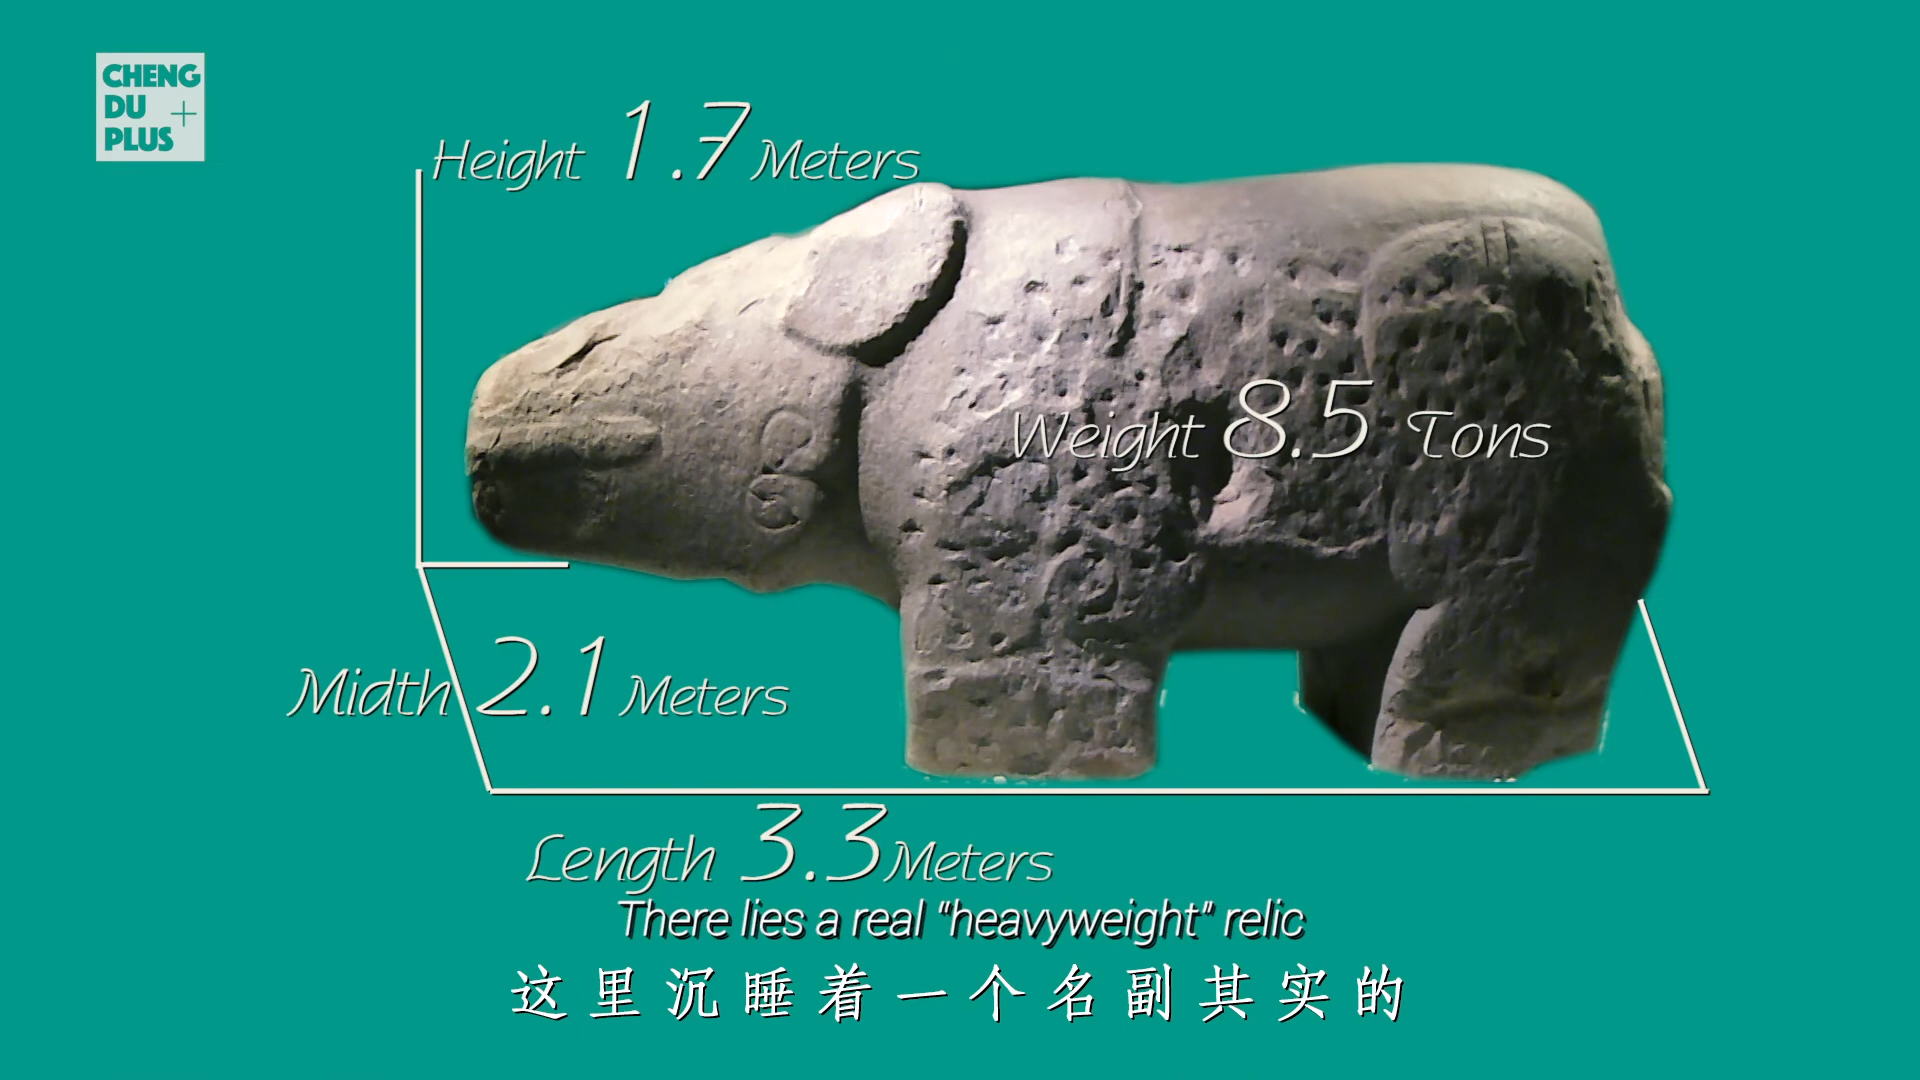 CHENG
DU
PLUS
Height 1.7 Meters
Weight 8.5 Tons
Midth 2.1 Meters
Length 3.3 Meters
There lies a real "heavyweight" relic
这里沉睡着一个名副其实的